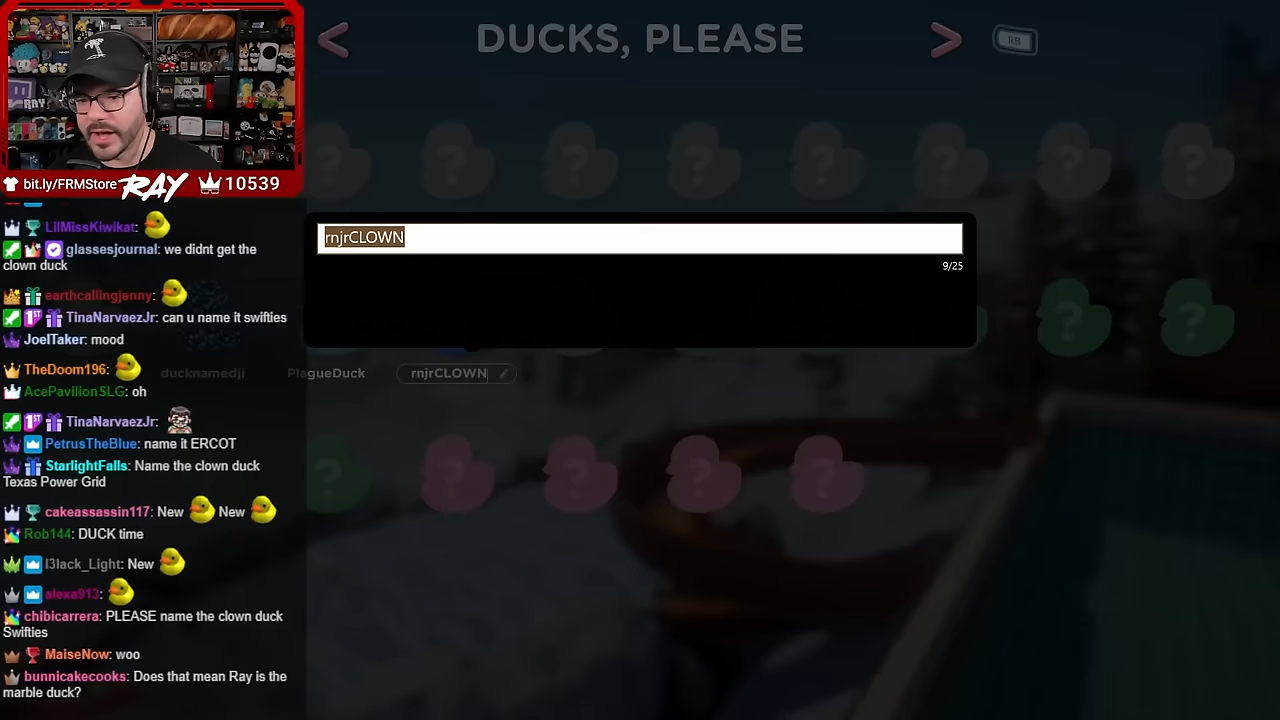 DUCKS, PLEASE
RB
RAY
bit.ly/FRMStore RAY 10539
LilMissKiwikat:
glassesjournal: we didnt get the
clown duck
earthcallingjenny:
TinaNarvaezJr: can u name it swifties
JoelTaker: mood
TheDoom196:
AcePavilionSLG: oh
TinaNarvaezJr:
PetrusTheBlue: name it ERCOT
StarlightFalls: Name the clown duck
Texas Power Grid
cakeassassin117: New New
Rob144: DUCK time
l3lack_Light: New
alexa913:
chibicarrera: PLEASE name the clown duck
Swifties
MaiseNow: woo
bunnicakecooks: Does that mean Ray is the
marble duck?
rnjrCLOWN
9/25
ducknamedji PlagueDuck rnjrCLOWN